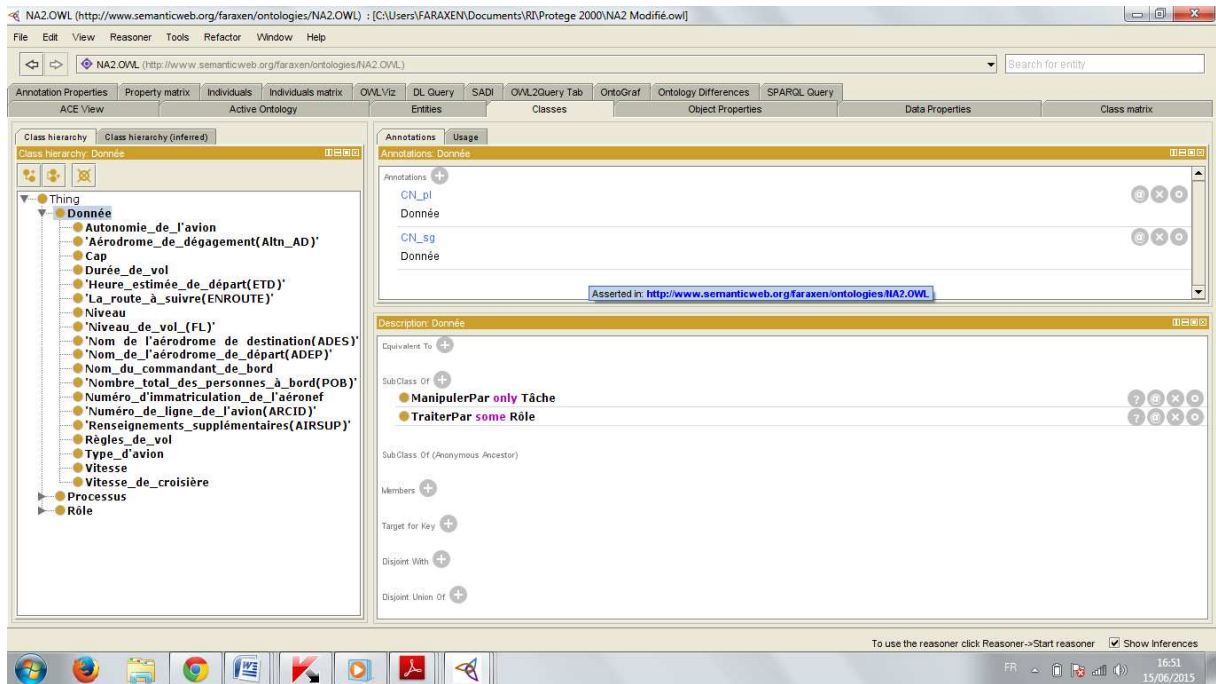 NA2.OWL (http://www.semanticweb.org/faraxen/ontologies/NA2.OWL) : [C:\Users\FARAXEN\Documents\RI\Protege 2000\NA2 Modifié.owl]
File Edit View Reasoner Tools Refactor Window Help
NA2.OWL (http://www.semanticweb.org/faraxen/ontologies/NA2.OWL)
Search for entity
Annotation Properties Property matrix Individuals Individuals matrix OWLViz DL Query SADI OWL2Query Tab OntoGraf Ontology Differences SPARQL Query
ACE View Active Ontology Entities Classes Object Properties Data Properties Class matrix
Class hierarchy Class hierarchy (inferred)
Class hierarchy: Donnée
Thing
Donnée
Autonomie_de_l'avion
'Aérodrome_de_dégagement(Altn_AD)'
Cap
Durée_de_vol
'Heure_estimée_de_départ(ETD)'
'La_route_à_suivre(ENROUTE)'
Niveau
'Niveau_de_vol_(FL)'
'Nom_de_l'aérodrome_de_destination(ADES)'
'Nom_de_l'aérodrome_de_départ(ADEP)'
Nom_du_commandant_de_bord
'Nombre_total_des_personnes_à_bord(POB)'
Numéro_d'immatriculation_de_l'aéronef
'Numéro_de_ligne_de_l'avion(ARCID)'
'Renseignements_supplémentaires(AIRSUP)'
Règles_de_vol
Type_d'avion
Vitesse
Vitesse_de_croisière
Processus
Rôle
Annotations Usage
Annotations: Donnée
Annotations
CN_pl
Donnée
CN_sg
Donnée
Asserted in: http://www.semanticweb.org/faraxen/ontologies/NA2.OWL
Description: Donnée
Equivalent To
SubClass Of
ManipulerPar only Tâche
TraiterPar some Rôle
SubClass Of (Anonymous Ancestor)
Members
Target for Key
Disjoint With
Disjoint Union Of
To use the reasoner click Reasoner->Start reasoner Show Inferences
FR 16:51
15/06/2015